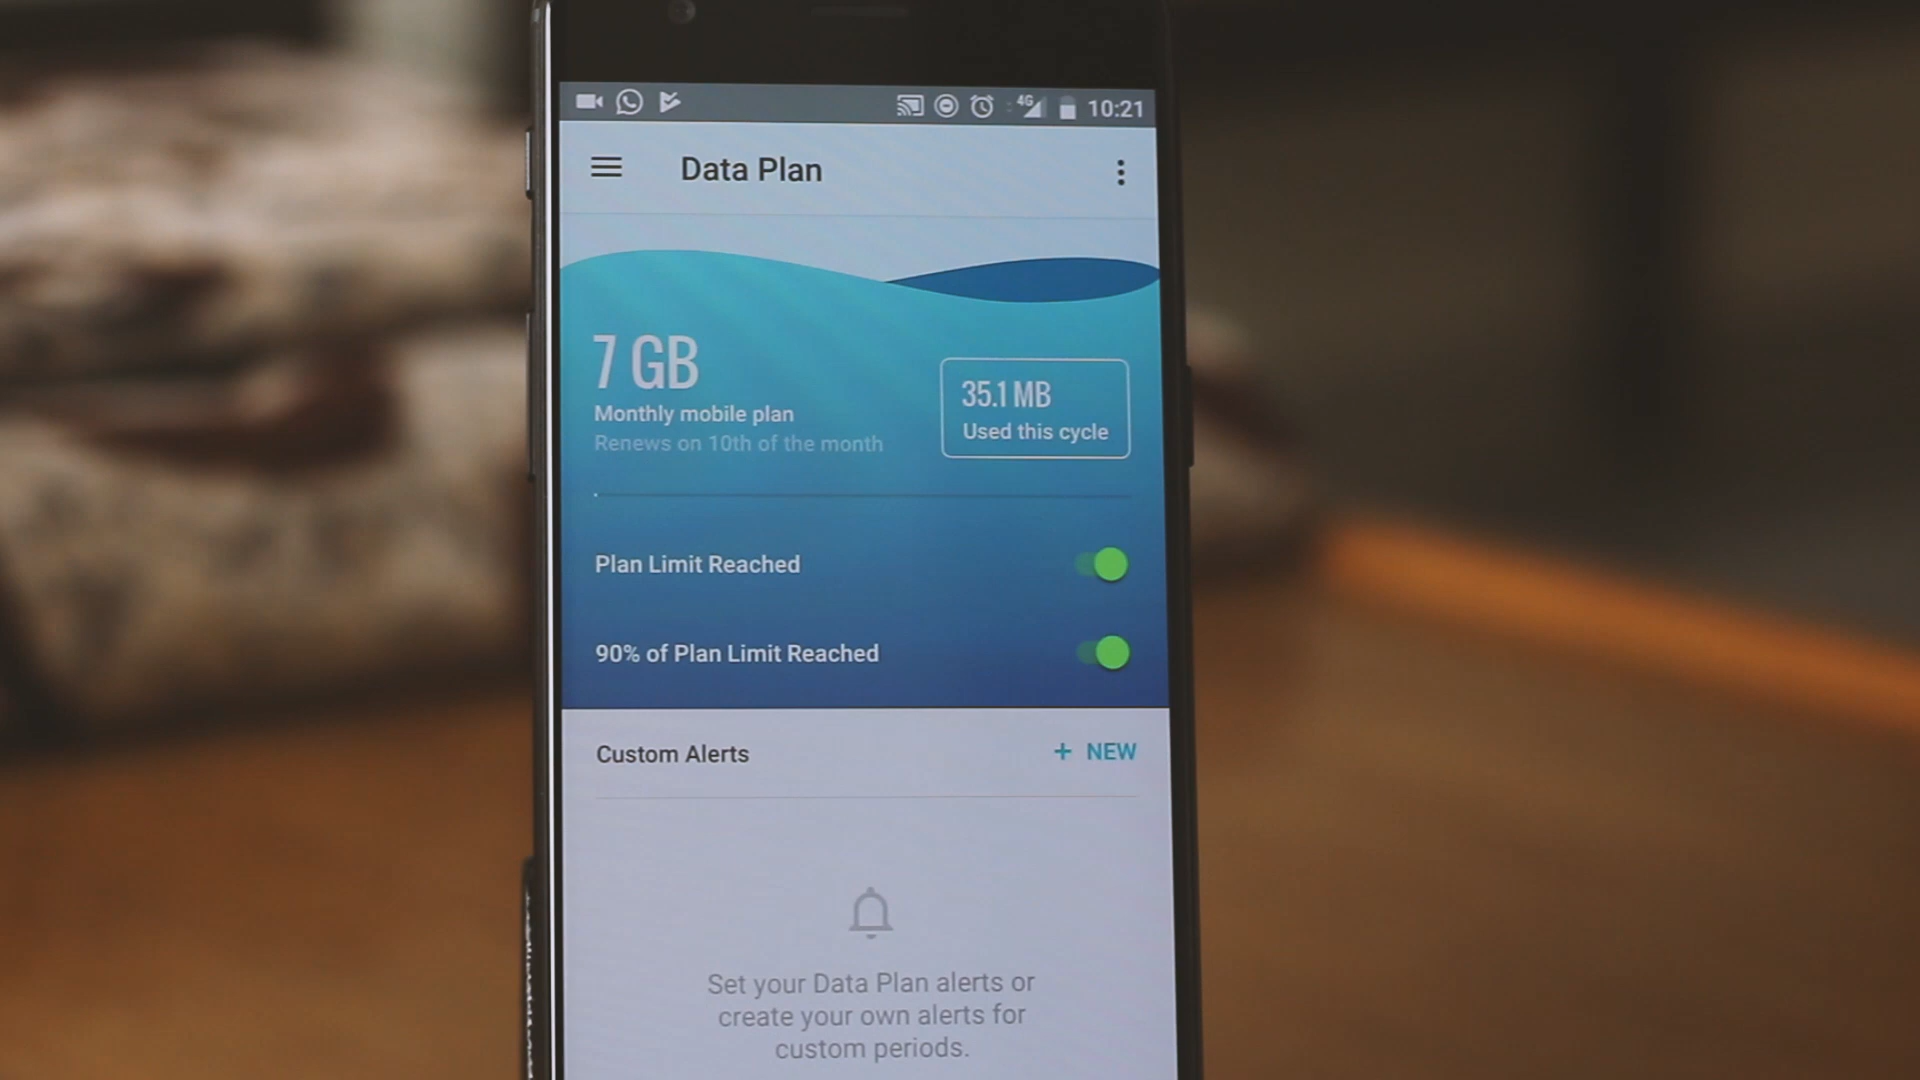 4G 10:21
Data Plan
7 GB
Monthly mobile plan
Renews on 10th of the month
35.1 MB
Used this cycle
Plan Limit Reached
90% of Plan Limit Reached
Custom Alerts
+ NEW
Set your Data Plan alerts or
create your own alerts for
custom periods.